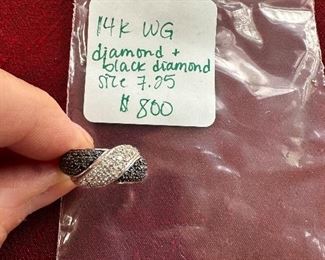 14K WG
diamond +
black diamond
size 7.25
$800